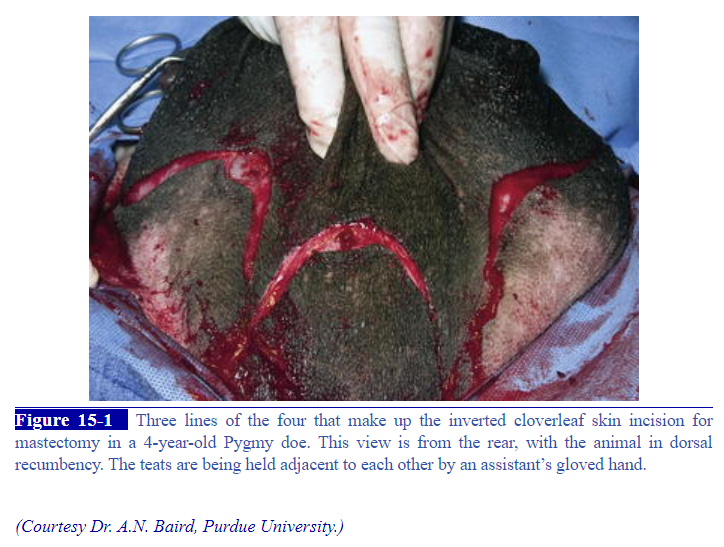 Figure 15-1 Three lines of the four that make up the inverted cloverleaf skin incision for
mastectomy in a 4-year-old Pygmy doe. This view is from the rear, with the animal in dorsal
recumbency. The teats are being held adjacent to each other by an assistant’s gloved hand.
(Courtesy Dr. A.N. Baird, Purdue University.)